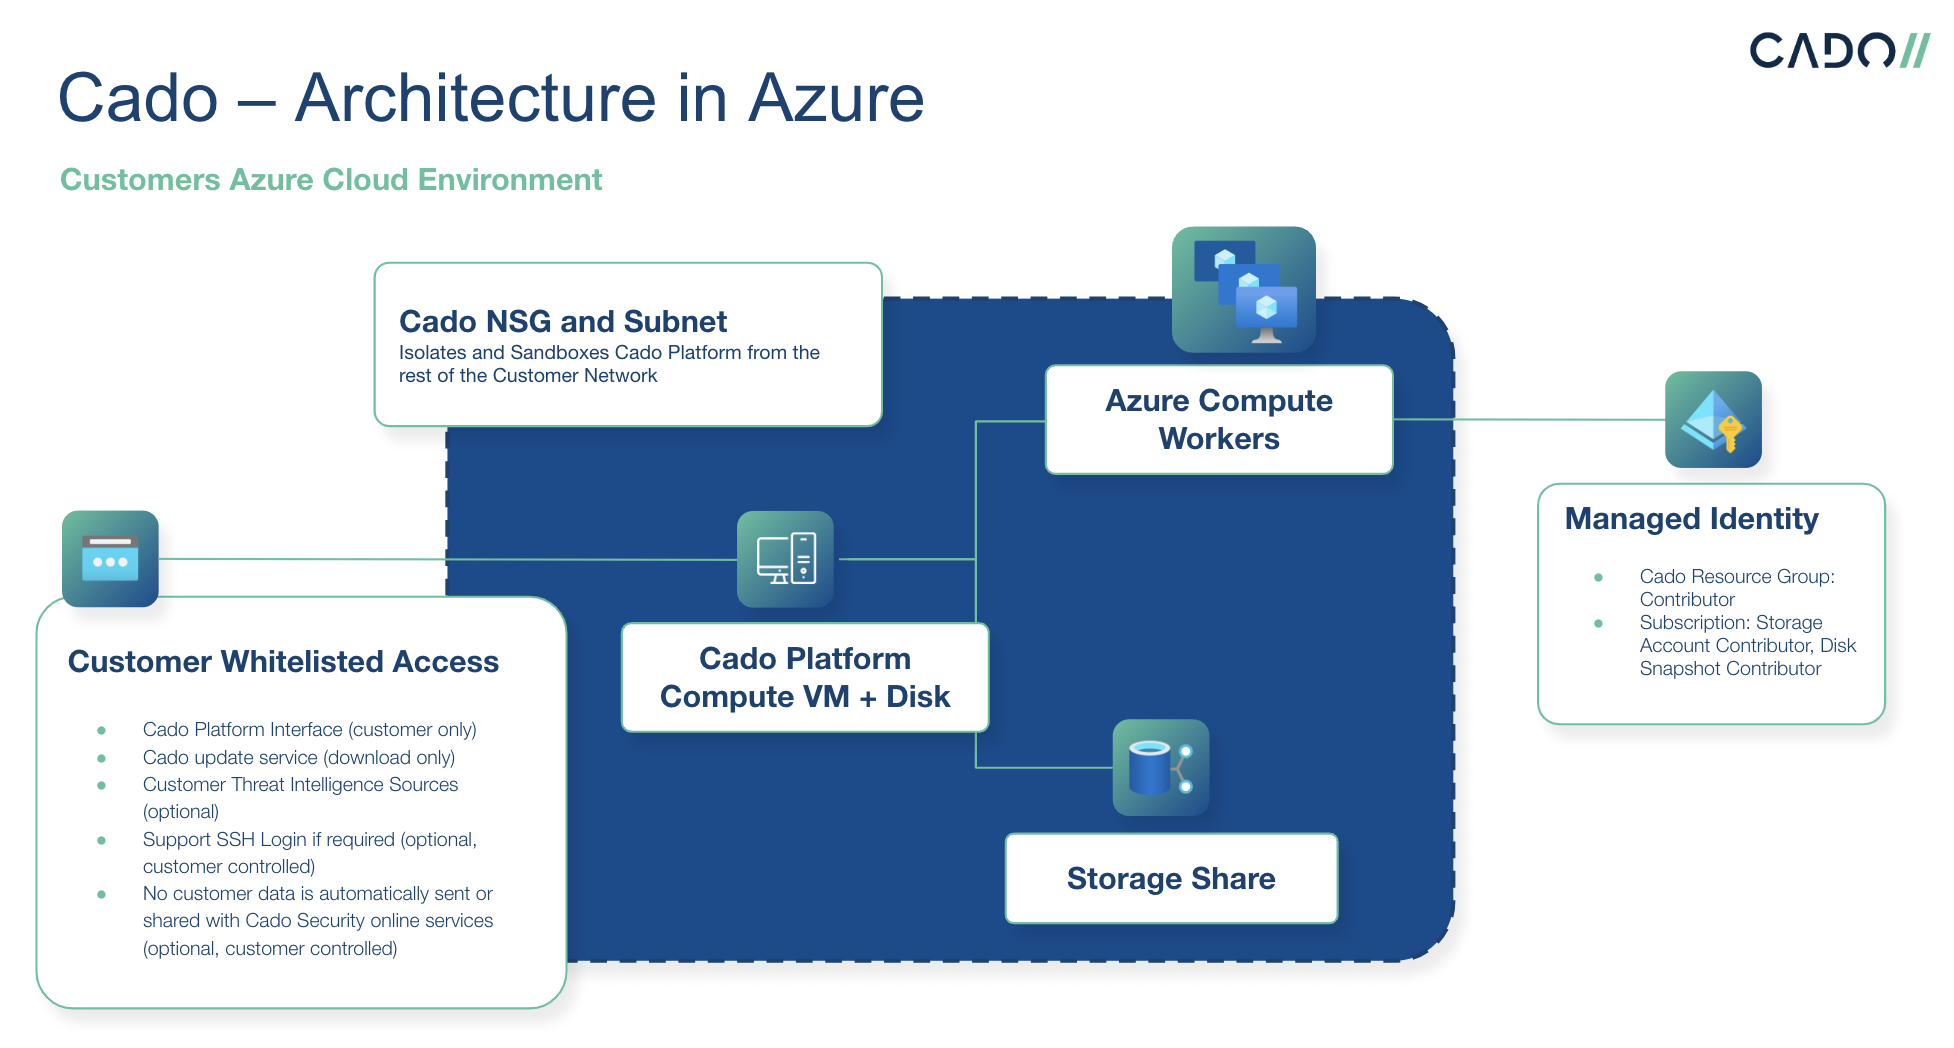 CADO//
Cado – Architecture in Azure
Customers Azure Cloud Environment
Cado NSG and Subnet
Isolates and Sandboxes Cado Platform from the
rest of the Customer Network
Azure Compute
Workers
Managed Identity
Cado Resource Group:
Contributor
Subscription: Storage
Account Contributor, Disk
Snapshot Contributor
Cado Platform
Compute VM + Disk
Storage Share
Customer Whitelisted Access
Cado Platform Interface (customer only)
Cado update service (download only)
Customer Threat Intelligence Sources
(optional)
Support SSH Login if required (optional,
customer controlled)
No customer data is automatically sent or
shared with Cado Security online services
(optional, customer controlled)